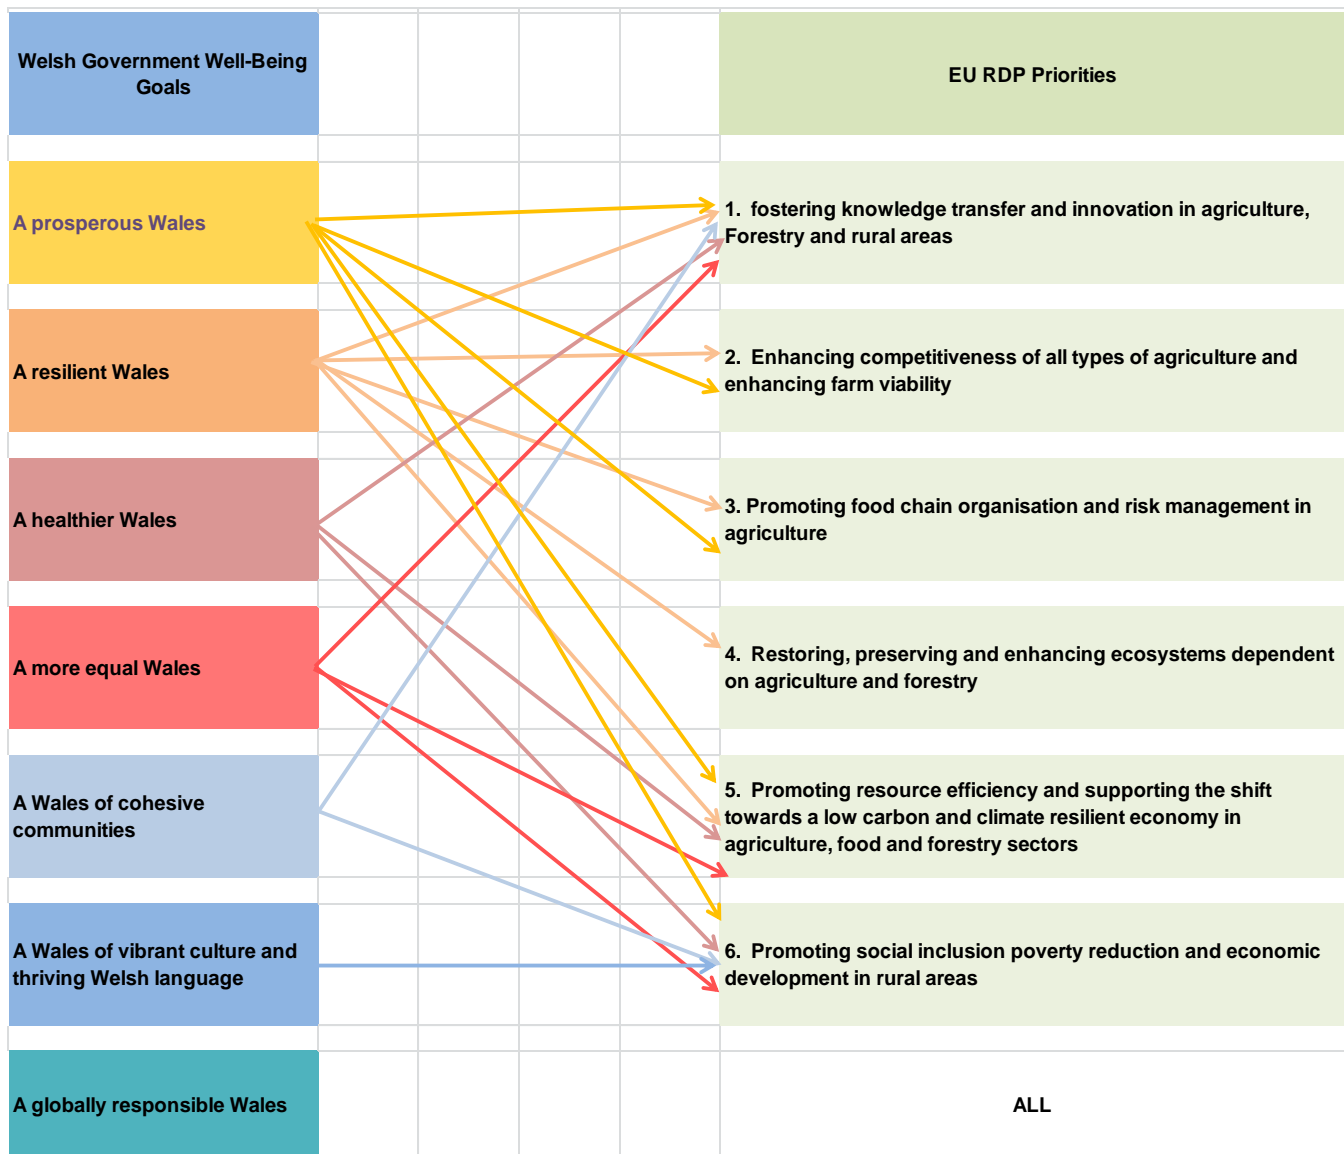 Welsh Government Well-Being
Goals
EU RDP Priorities
A prosperous Wales
1. fostering knowledge transfer and innovation in agriculture,
Forestry and rural areas
A resilient Wales
2. Enhancing competitiveness of all types of agriculture and
enhancing farm viability
A healthier Wales
3. Promoting food chain organisation and risk management in
agriculture
A more equal Wales
4. Restoring, preserving and enhancing ecosystems dependent
on agriculture and forestry
A Wales of cohesive
communities
5. Promoting resource efficiency and supporting the shift
towards a low carbon and climate resilient economy in
agriculture, food and forestry sectors
A Wales of vibrant culture and
thriving Welsh language
6. Promoting social inclusion poverty reduction and economic
development in rural areas
A globally responsible Wales
ALL